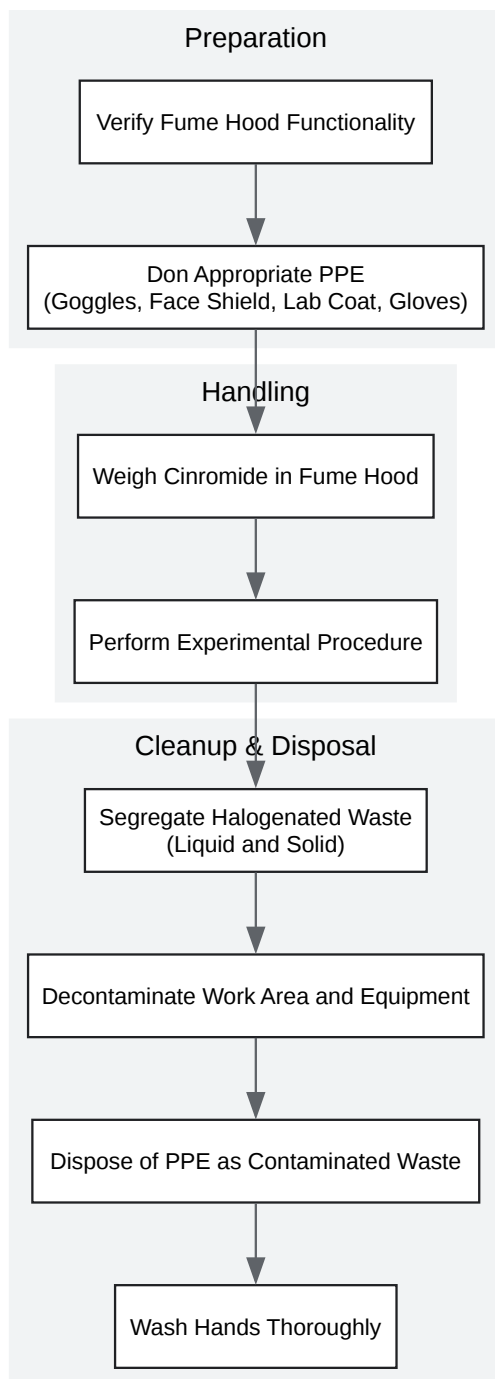 Preparation
Verify Fume Hood Functionality
Don Appropriate PPE
(Goggles, Face Shield, Lab Coat, Gloves)
Handling
Weigh Cinromide in Fume Hood
Perform Experimental Procedure
Cleanup & Disposal
Segregate Halogenated Waste
(Liquid and Solid)
Decontaminate Work Area and Equipment
Dispose of PPE as Contaminated Waste
Wash Hands Thoroughly